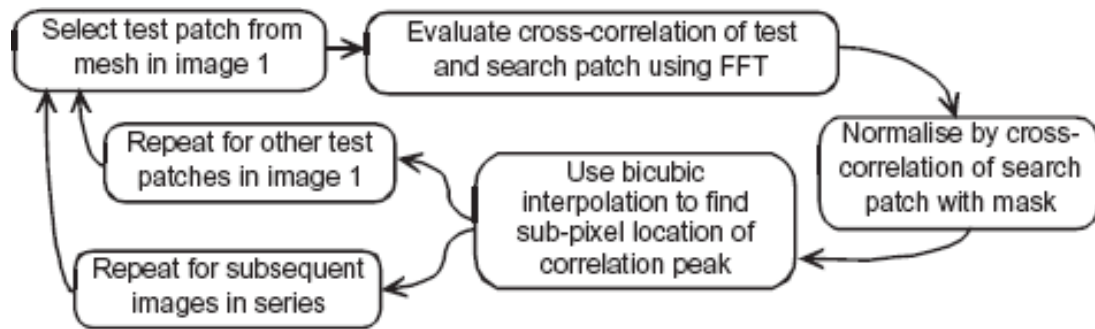 Select test patch from
mesh in image 1
Evaluate cross-correlation of test
and search patch using FFT
Normalise by cross-
correlation of search
patch with mask
Use bicubic
interpolation to find
sub-pixel location of
correlation peak
Repeat for other test
patches in image 1
Repeat for subsequent
images in series